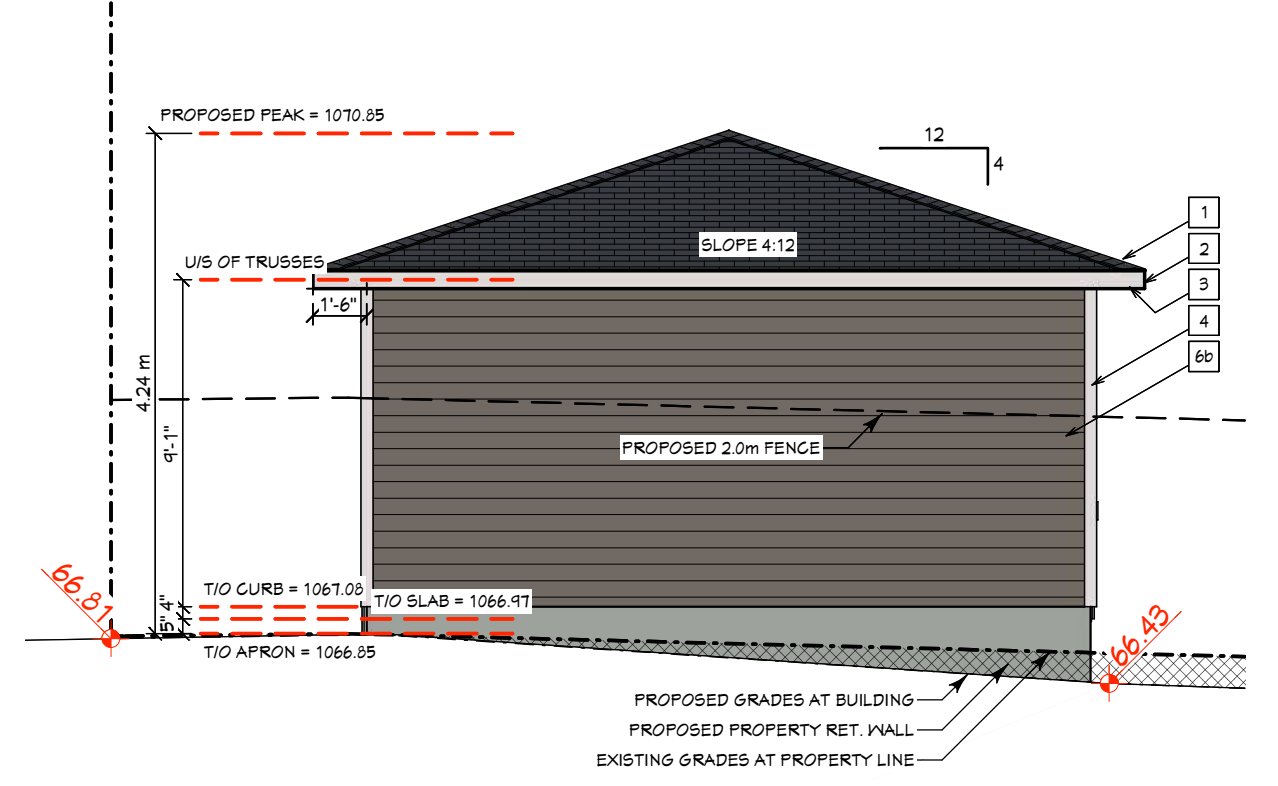 PROPOSED PEAK = 1070.85
12
4
1
SLOPE 4:12
2
U/S OF TRUSSES
3
1'-6"
4
6b
4.24 m
9'-1"
PROPOSED 2.0m FENCE
66.81
T/O CURB = 1067.08
T/O SLAB = 1066.97
4"
5"
66.43
T/O APRON = 1066.85
PROPOSED GRADES AT BUILDING
PROPOSED PROPERTY RET. WALL
EXISTING GRADES AT PROPERTY LINE